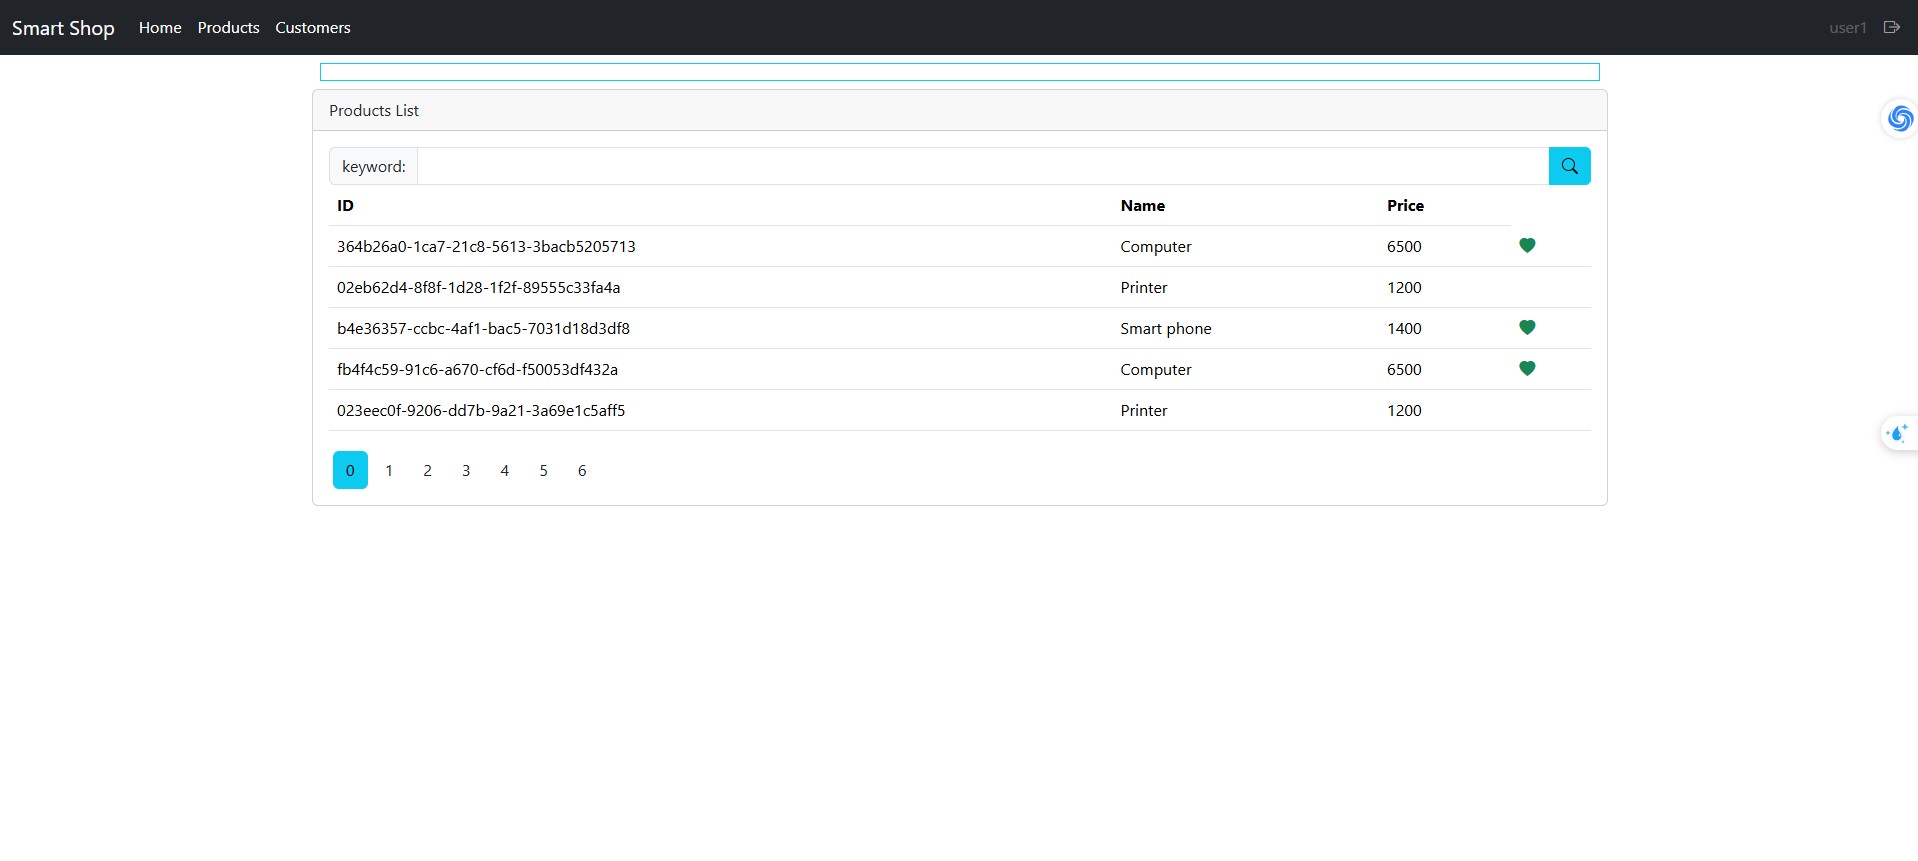 Smart Shop Home Products Customers user1
Products List
keyword:
ID Name Price
364b26a0-1ca7-21c8-5613-3bacb5205713 Computer 6500
02eb62d4-8f8f-1d28-1f2f-89555c33fa4a Printer 1200
b4e36357-ccbc-4af1-bac5-7031d18d3df8 Smart phone 1400
fb4f4c59-91c6-a670-cf6d-f50053df432a Computer 6500
023eec0f-9206-dd7b-9a21-3a69e1c5aff5 Printer 1200
0 1 2 3 4 5 6